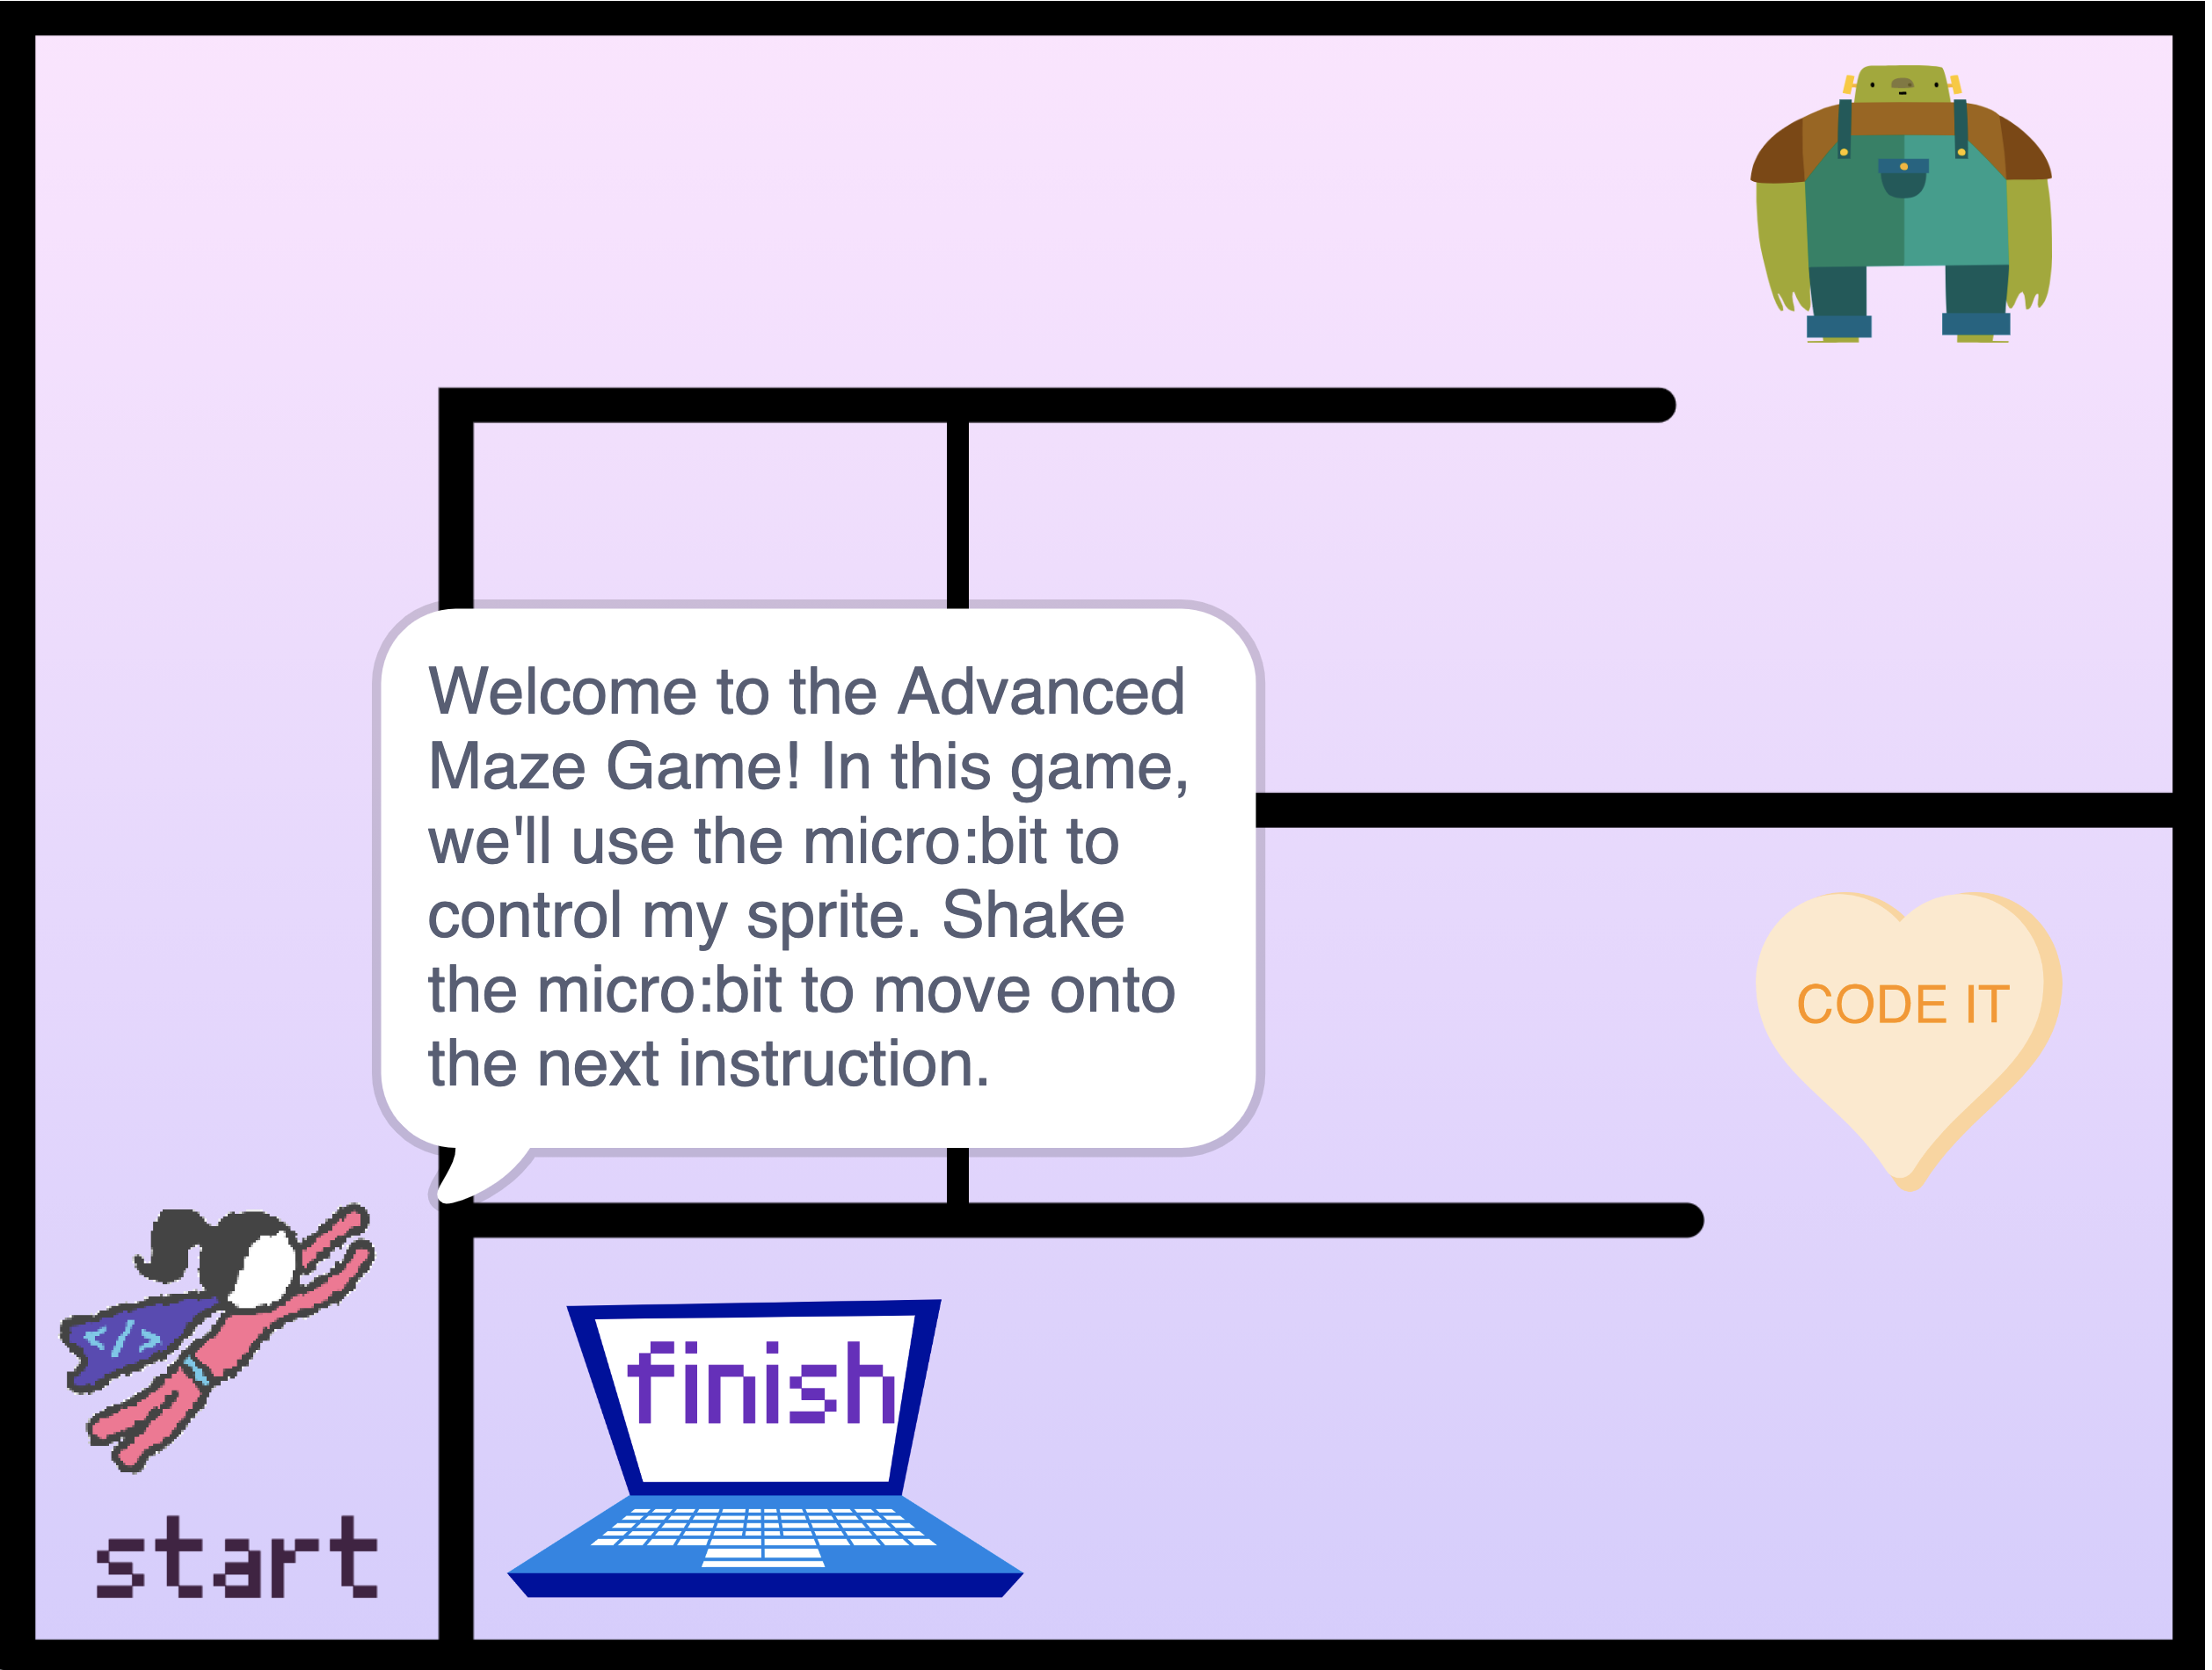 Welcome to the Advanced
Maze Game! In this game,
we'll use the micro:bit to
control my sprite. Shake
the micro:bit to move onto
the next instruction.
CODE IT
</>
finish
start